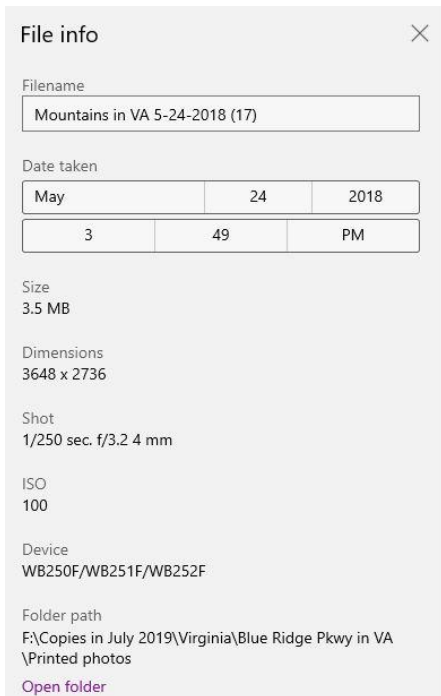 File info
Filename
Mountains in VA 5-24-2018 (17)
Date taken
May 24 2018
3 49 PM
Size
3.5 MB
Dimensions
3648 x 2736
Shot
1/250 sec. f/3.2 4 mm
ISO
100
Device
WB250F/WB251F/WB252F
Folder path
F:\Copies in July 2019\Virginia\Blue Ridge Pkwy in VA
\Printed photos
Open folder